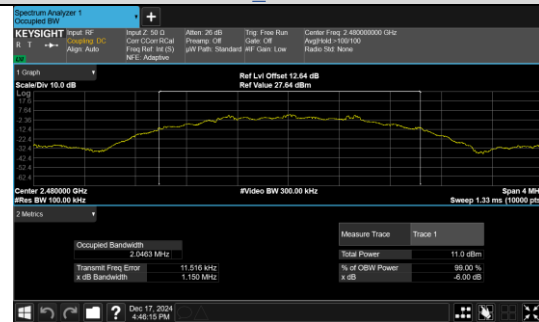 Spectrum Analyzer 1
Occupied BW
+
KEYSIGHT Input: RF Input Z: 50 Ω Atten: 26 dB Trig: Free Run Center Freq: 2.480000000 GHz
R T Coupling: DC Corr CCorr RCal Preamp: Off Gate: Off Avg|Hold:>100/100
Align: Auto Freq Ref: Int (S) µW Path: Standard #IF Gain: Low Radio Std: None
NFE: Adaptive
1 Graph
Ref Lvl Offset 12.64 dB
Scale/Div 10.0 dB Ref Value 27.64 dBm
Log
17.6
7.64
-2.36
-12.4
-22.4
-32.4
-42.4
-52.4
-62.4
Center 2.480000 GHz #Video BW 300.00 kHz Span 4 MH
#Res BW 100.00 kHz Sweep 1.33 ms (10000 pts
2 Metrics
Measure Trace Trace 1
Occupied Bandwidth
2.0463 MHz Total Power 11.0 dBm
Transmit Freq Error 11.516 kHz % of OBW Power 99.00 %
x dB Bandwidth 1.150 MHz x dB -6.00 dB
? Dec 17, 2024
4:46:15 PM